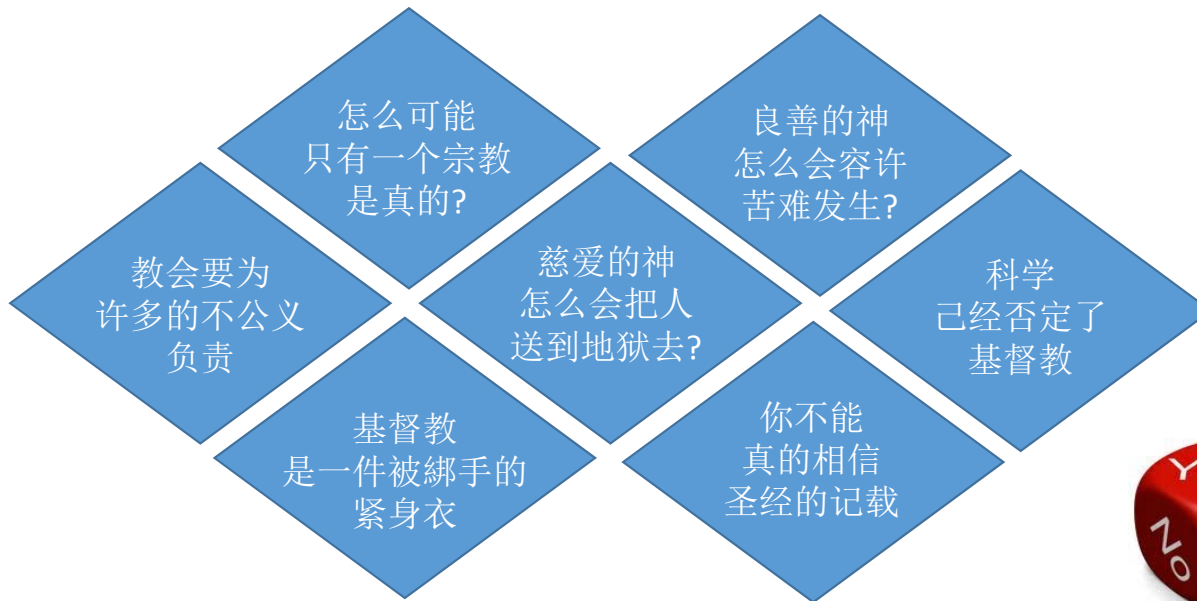 怎么可能
只有一个宗教
是真的?
良善的神
怎么会容许
苦难发生?
教会要为
许多的不公义
负责
慈爱的神
怎么会把人
送到地狱去?
科学
己经否定了
基督教
基督教
是一件被綁手的
紧身衣
你不能
真的相信
圣经的记载
Y
NO